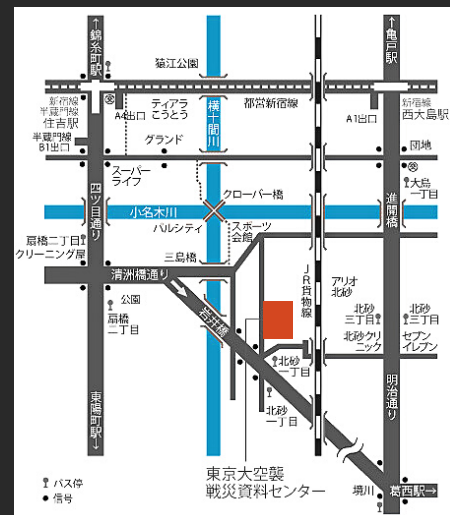 ↑錦糸町駅
↑亀戸駅
猿江公園
新宿線
半蔵門線
住吉駅
A4出口
ティアラ
こうとう
横十間川
都営新宿線
A1出口
新宿線
西大島駅
半蔵門線
B1出口
グランド
団地
スーパー
ライフ
四ツ目通り
大島
一丁目
進開橋
クローバー橋
小名木川
パルシティ
スポーツ
会館
扇橋二丁目
クリーニング屋
三島橋
清洲橋通り
JR貨物線
アリオ
北砂
公園
扇橋
二丁目
岩井橋
北砂
三丁目
北砂
三丁目
北砂クリ
ニック
セブン
イレブン
北砂
一丁目
明治通り
東陽町駅↓
北砂
一丁目
東京大空襲
戦災資料センター
バス停
信号
境川
葛西駅→